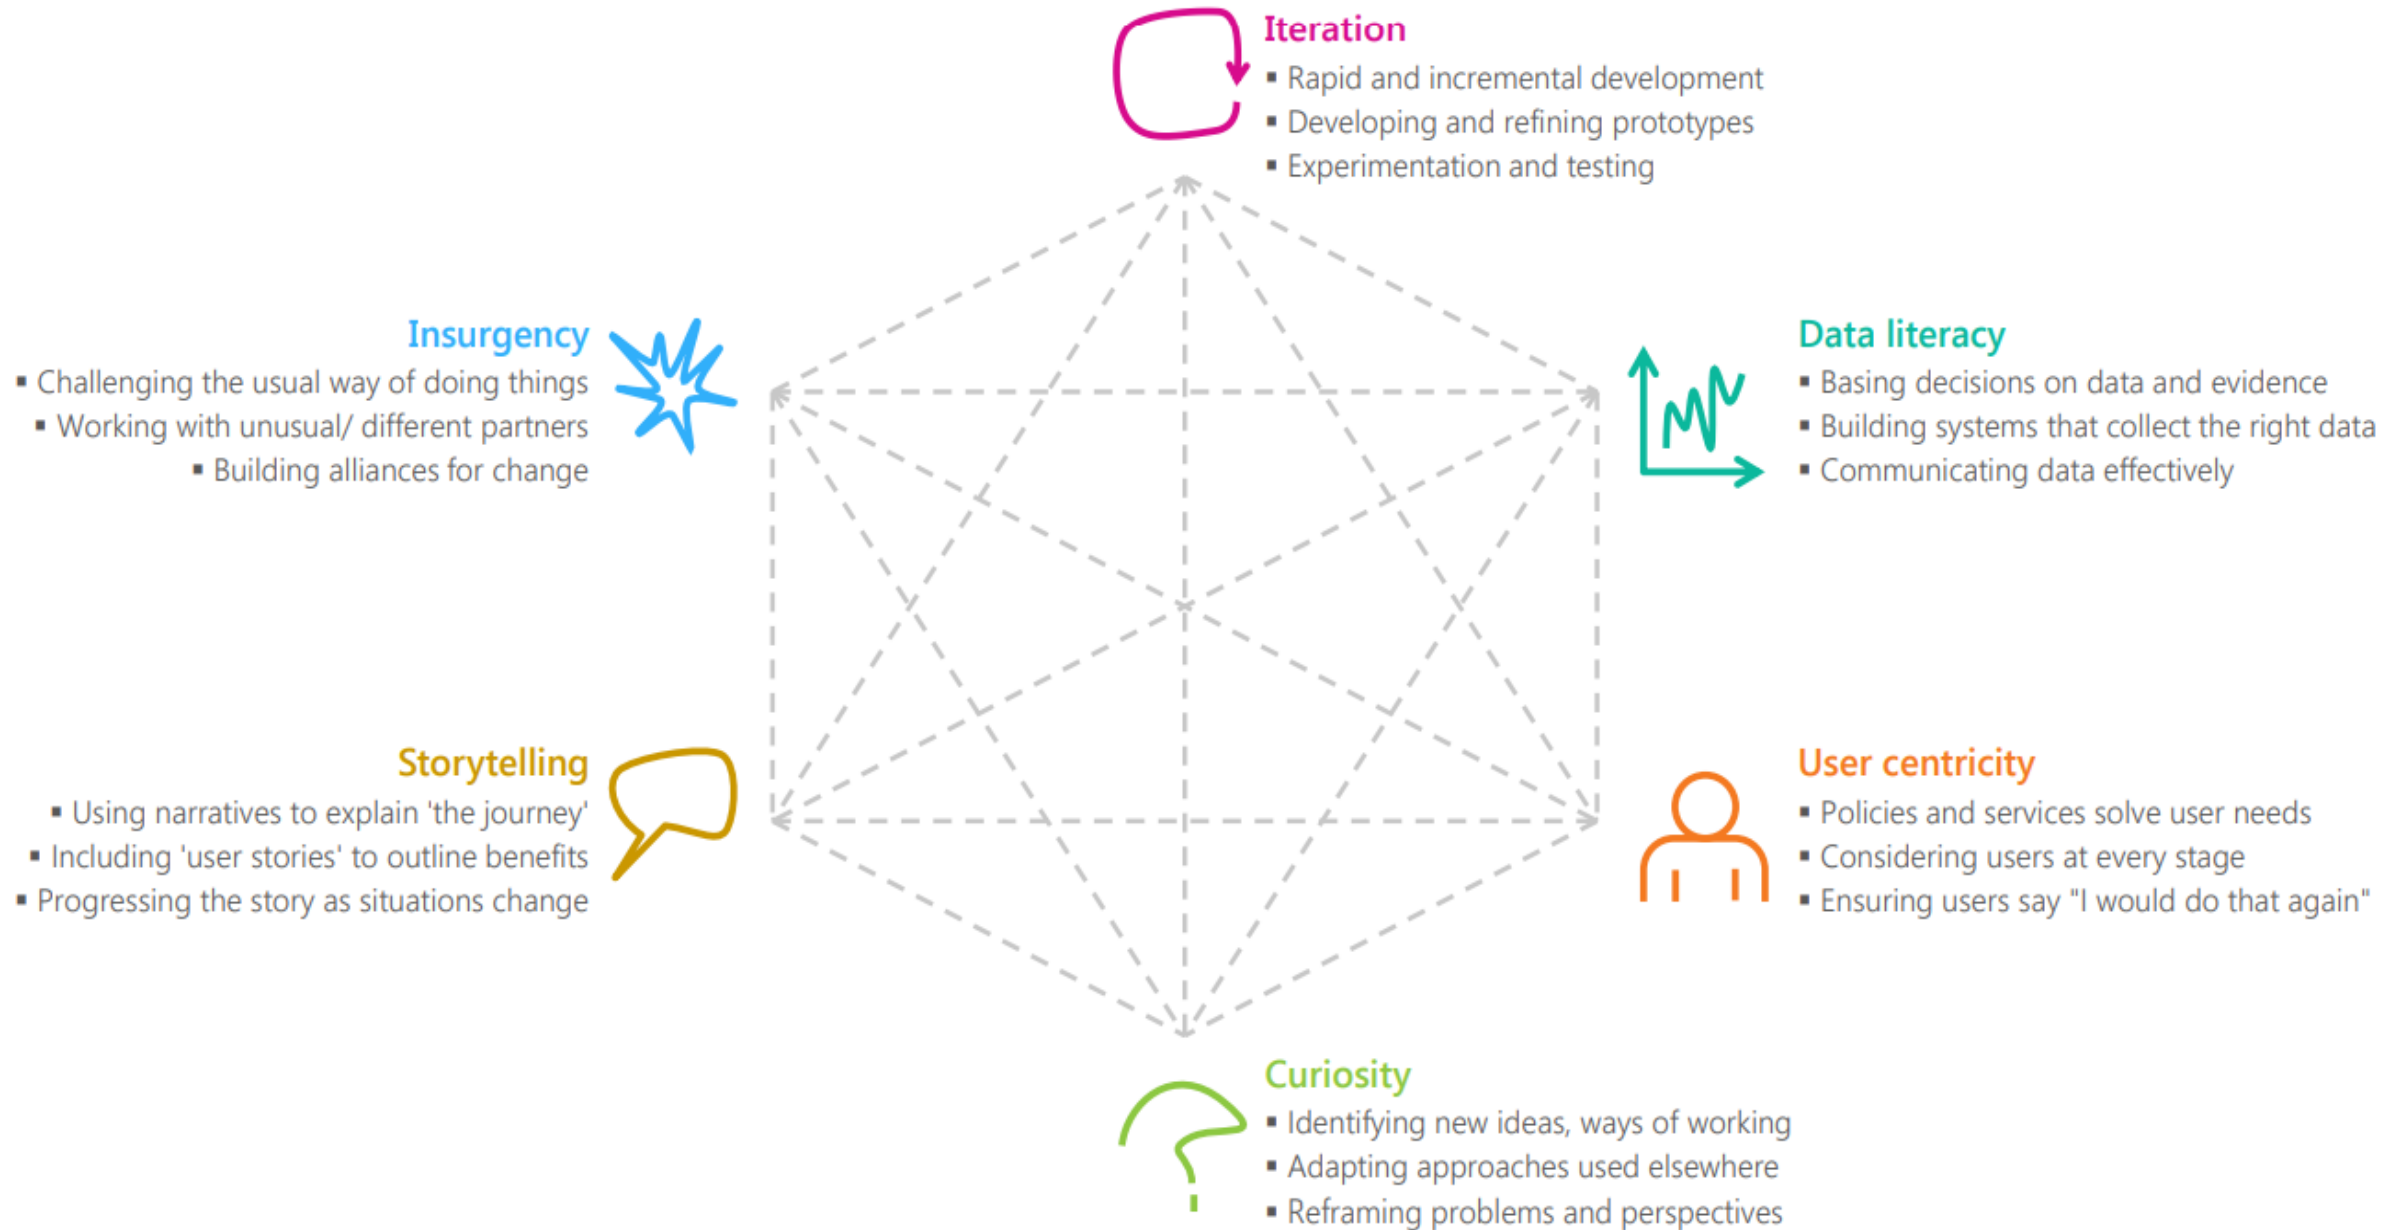 Iteration
▪ Rapid and incremental development
▪ Developing and refining prototypes
▪ Experimentation and testing
Insurgency
▪ Challenging the usual way of doing things
▪ Working with unusual/ different partners
▪ Building alliances for change
Data literacy
▪ Basing decisions on data and evidence
▪ Building systems that collect the right data
▪ Communicating data effectively
Storytelling
▪ Using narratives to explain 'the journey'
▪ Including 'user stories' to outline benefits
▪ Progressing the story as situations change
User centricity
▪ Policies and services solve user needs
▪ Considering users at every stage
▪ Ensuring users say "I would do that again"
Curiosity
▪ Identifying new ideas, ways of working
▪ Adapting approaches used elsewhere
▪ Reframing problems and perspectives